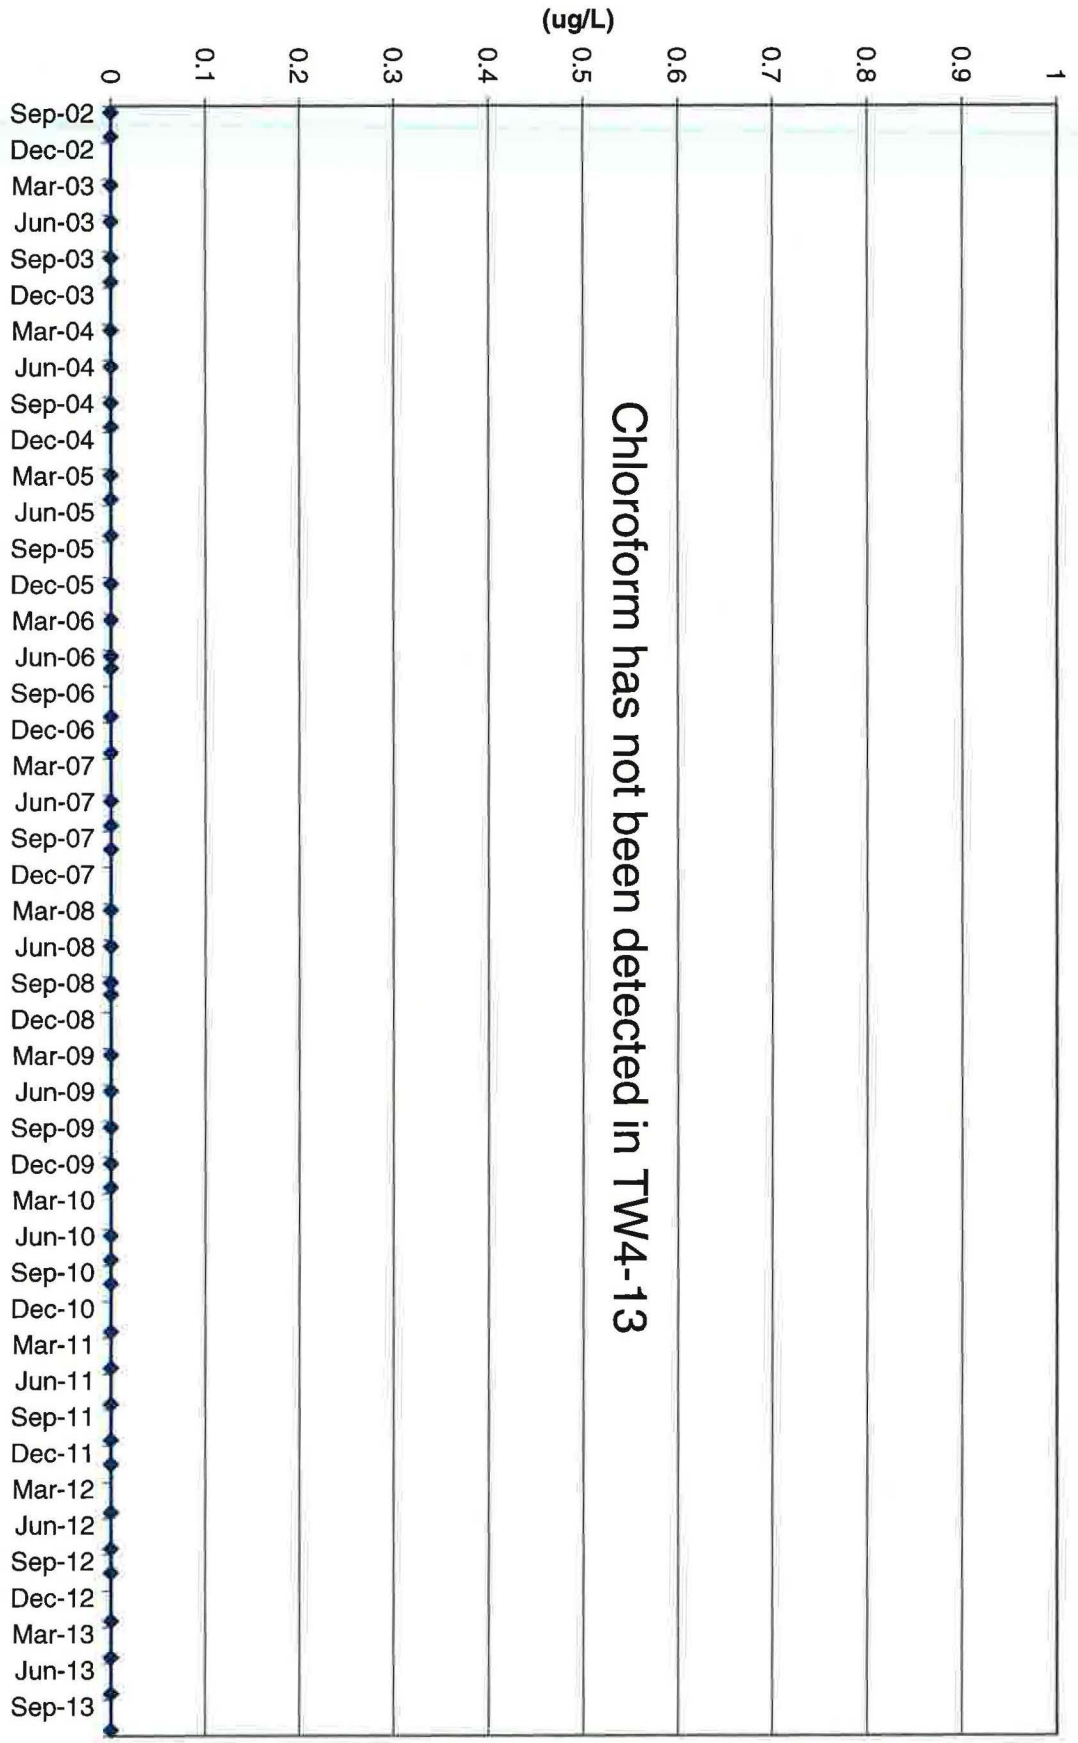 (ug/L)
1
0.9
0.8
0.7
0.6
0.5
0.4
0.3
0.2
0.1
0
Chloroform has not been detected in TW4-13
Sep-02
Dec-02
Mar-03
Jun-03
Sep-03
Dec-03
Mar-04
Jun-04
Sep-04
Dec-04
Mar-05
Jun-05
Sep-05
Dec-05
Mar-06
Jun-06
Sep-06
Dec-06
Mar-07
Jun-07
Sep-07
Dec-07
Mar-08
Jun-08
Sep-08
Dec-08
Mar-09
Jun-09
Sep-09
Dec-09
Mar-10
Jun-10
Sep-10
Dec-10
Mar-11
Jun-11
Sep-11
Dec-11
Mar-12
Jun-12
Sep-12
Dec-12
Mar-13
Jun-13
Sep-13